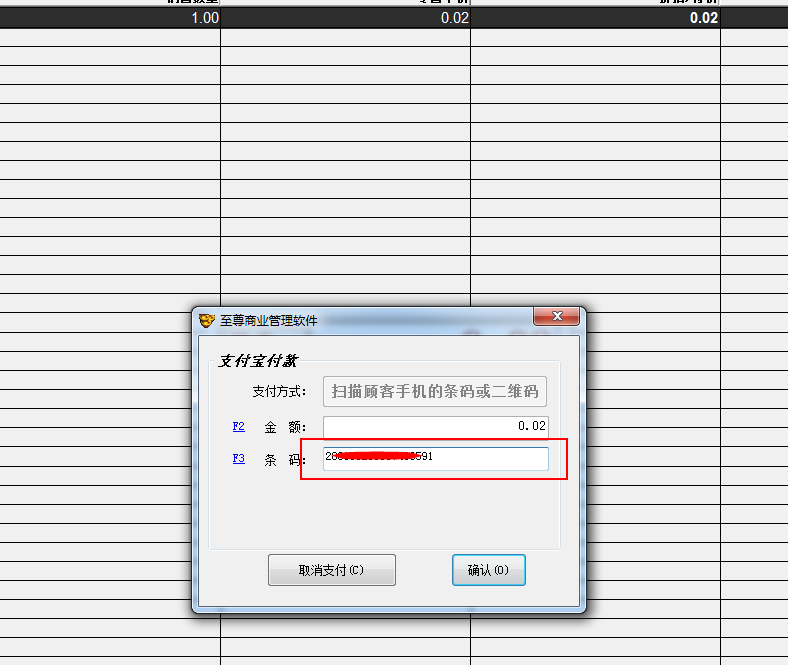 1.00 0.02 0.02
至尊商业管理软件
支付宝付款
支付方式: 扫描顾客手机的条码或二维码
F2 金 额: 0.02
F3 条 码: 591
取消支付(C) 确认(O)